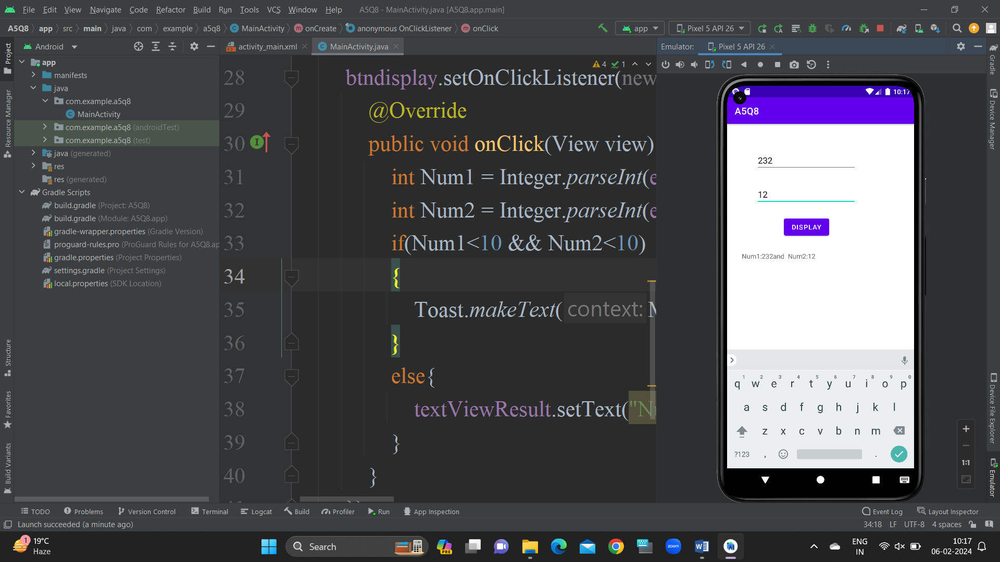 File Edit View Navigate Code Refactor Build Run Tools VCS Window Help A5Q8 - MainActivity.java [A5Q8.app.main]
A5Q8 app src main java com example a5q8 MainActivity onCreate anonymous OnClickListener onClick app Pixel 5 API 26
Android
activity_main.xml MainActivity.java
Emulator: Pixel 5 API 26
Project
Resource Manager
Structure
Favorites
Build Variants
app
manifests
java
com.example.a5q8
MainActivity
com.example.a5q8 (androidTest)
com.example.a5q8 (test)
java (generated)
res
res (generated)
Gradle Scripts
build.gradle (Project: A5Q8)
build.gradle (Module: A5Q8.app)
gradle-wrapper.properties (Gradle Version)
proguard-rules.pro (ProGuard Rules for A5Q8.ap
gradle.properties (Project Properties)
settings.gradle (Project Settings)
local.properties (SDK Location)
4 1
28 btndisplay.setOnClickListener(new
29 @Override
30 public void onClick(View view)
31 int Num1 = Integer.parseInt(e
32 int Num2 = Integer.parseInt(e
33 if(Num1<10 && Num2<10)
34 {
35 Toast.makeText( context: M
36 }
37 else{
38 textViewResult.setText("Nu
39 }
40 }
10:17
A5Q8
232
12
DISPLAY
Num1:232and Num2:12
1 2 3 4 5 6 7 8 9 0
q w e r t y u i o p
a s d f g h j k l
z x c v b n m
?123 , .
1:1
Gradle
Device Manager
Device File Explorer
Emulator
TODO Problems Version Control Terminal Logcat Build Profiler Run App Inspection Event Log Layout Inspector
Launch succeeded (a minute ago) 34:18 LF UTF-8 4 spaces
1
19°C
Haze
Search
PRE
zoom
ENG
IN
10:17
06-02-2024